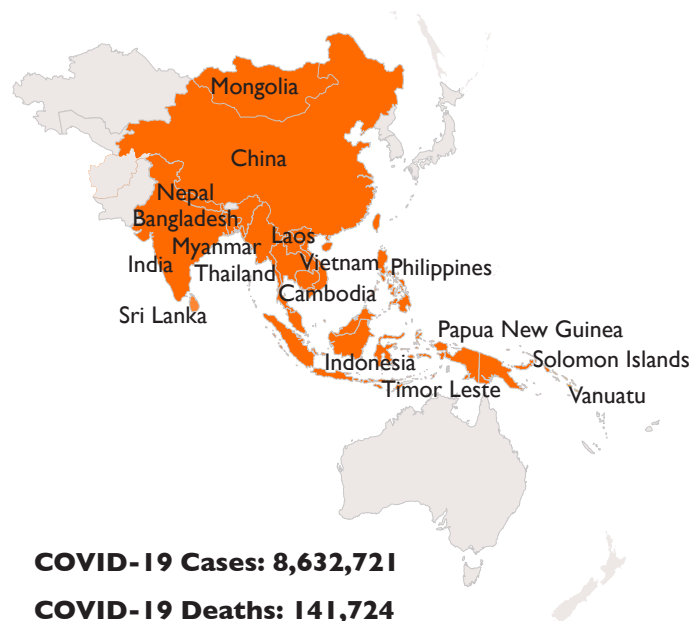 Mongolia
China
Nepal
Bangladesh
Laos
Myanmar
Vietnam
Philippines
India
Thailand
Cambodia
Sri Lanka
Papua New Guinea
Indonesia
Solomon Islands
Timor Leste
Vanuatu
COVID-19 Cases: 8,632,721
COVID-19 Deaths: 141,724